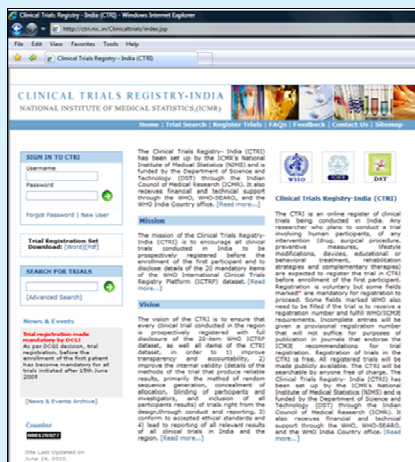 Clinical Trials Registry - India (CTRI) - Windows Internet Explorer
http://ctri.nic.in/Clinicaltrials/index.jsp
File Edit View Favorites Tools Help
Clinical Trials Registry - India (CTRI)
CLINICAL TRIALS REGISTRY-INDIA
NATIONAL INSTITUTE OF MEDICAL STATISTICS,(ICMR)
Home | Trial Search | Register Trials | FAQs | Feedback | Contact Us | Sitemap
SIGN IN TO CTRI
Username
Password
Forgot Password | New User
Trial Registration Set
Download: [Word][Pdf]
SEARCH FOR TRIALS
[Advanced Search]
News & Events
Trial registration made
mandatory by DCGI
As per DCGI decision, trial
registration, before the
enrollment of the first patient
has become mandatory for all
trials initiated after 15th June
2009
[News & Events Archive]
Counter
Site Last Updated on
June 28, 2010
The Clinical Trials Registry- India (CTRI)
has been set up by the ICMR's National
Institute of Medical Statistics (NIMS) and is
funded by the Department of Science and
Technology (DST) through the Indian
Council of Medical Research (ICMR). It also
receives financial and technical support
through the WHO, WHO-SEARO, and the
WHO India Country office. [Read more...]
Mission
The mission of the Clinical Trials Registry-
India (CTRI) is to encourage all clinical
trials conducted in India to be
prospectively registered before the
enrollment of the first participant and to
disclose details of the 20 mandatory items
of the WHO International Clinical Trials
Registry Platform (ICTRP) dataset. [Read
more...]
Vision
The vision of the CTRI is to ensure that
every clinical trial conducted in the region
is prospectively registered with full
disclosure of the 20-item WHO ICTRP
dataset, as well as all items of the CTRI
dataset, in order to 1) improve
transparency and accountability, 2)
improve the internal validity (details of the
methods of the trial that produce reliable
results, primarily the method of random
sequence generation, concealment of
allocation, blinding of participants and
investigators, and inclusion of all
participants results) of trials right from the
design,through conduct and reporting, 3)
conform to accepted ethical standards and
4) lead to reporting of all relevant results
of all clinical trials in India and the
region. [Read more...]
WHO
DST
Clinical Trials Registry-India (CTRI)
The CTRI is an online register of clinical
trials being conducted in India. Any
researcher who plans to conduct a trial
involving human participants, of any
intervention (drug, surgical procedure,
preventive measures, lifestyle
modifications, devices, educational or
behavioral treatment, rehabilitation
strategies and complementary therapies)
are expected to register the trial in CTRI
before enrollment of the first participant.
Registration is voluntary but some fields
marked* are mandatory for registration to
proceed. Some fields marked WHO also
need to be filled if the trial is to receive a
registration number and fulfil WHO/ICMJE
requirements. Incomplete entries will be
given a provisional registration number
that will not suffice for purposes of
publication in journals that endorse the
ICMJE recommendations for trial
registration. Registration of trials in the
CTRI is free. All registered trials will be
made publicly available. The CTRI will be
searchable by anyone free of charge. The
Clinical Trials Registry- India (CTRI) has
been set up by the ICMR's National
Institute of Medical Statistics (NIMS) and is
funded by the Department of Science and
Technology (DST) through the Indian
Council of Medical Research (ICMR). It
also receives financial and technical
support through the WHO, WHO-SEARO,
and the WHO India Country office. [Read
more...]